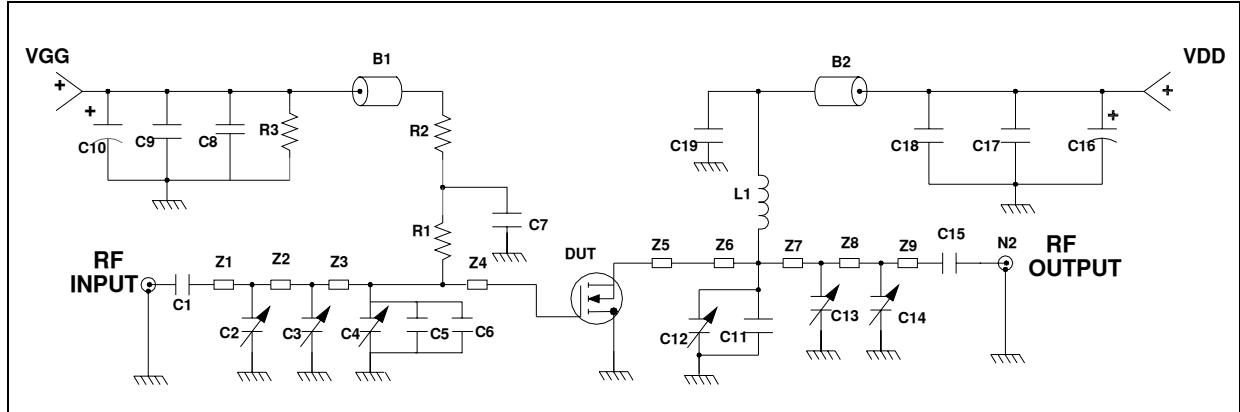 VGG
B1
B2
VDD
+
+
+
+
C10
C9
C8
R3
R2
C19
C18
C17
C16
L1
R1
C7
RF
INPUT
C1
Z1
Z2
Z3
Z4
DUT
Z5
Z6
Z7
Z8
Z9
C15
N2
RF
OUTPUT
C2
C3
C4
C5
C6
C12
C11
C13
C14